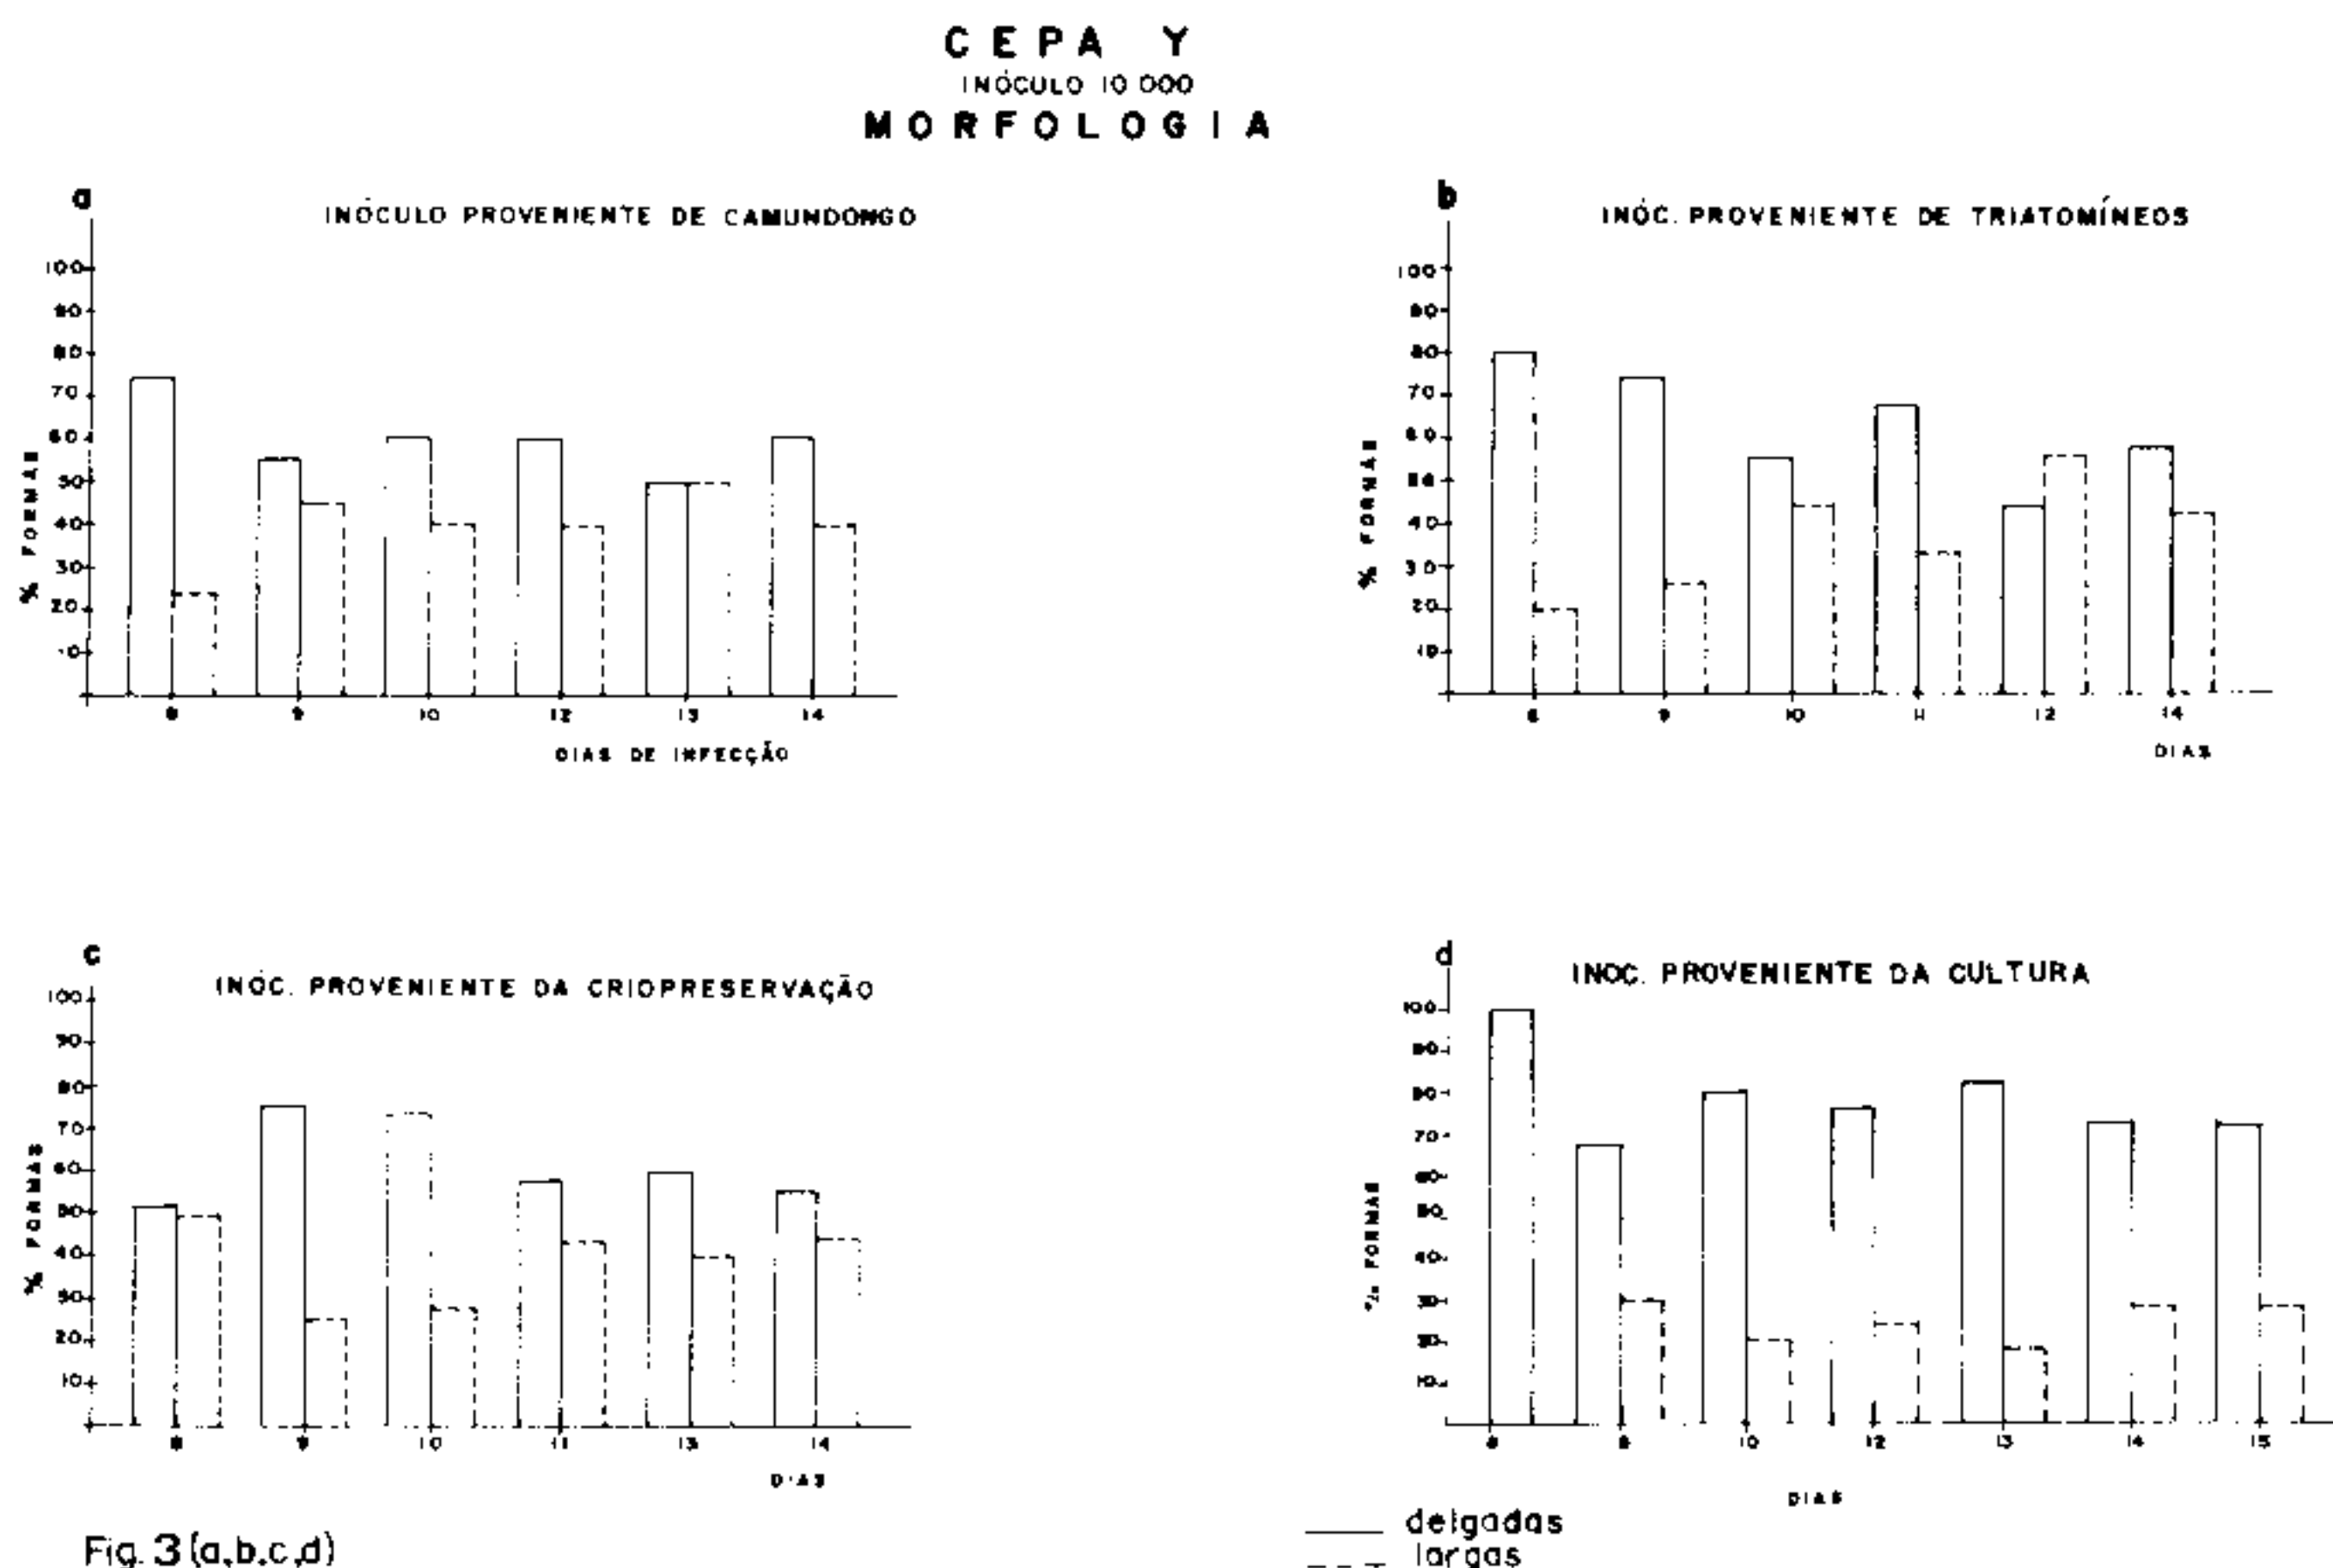 CEPA Y
INÓCULO 10 000
MORFOLOGIA
a
INÓCULO PROVENIENTE DE CAMUNDONGO
100
90
80
70
60
50
40
30
20
10
% FORMAS
8 9 10 12 13 14
DIAS DE INFECÇÃO
b
INÓC. PROVENIENTE DE TRIATOMÍNEOS
100
90
80
70
60
50
40
30
20
10
% FORMAS
8 9 10 11 12 14
DIAS
c
INÓC. PROVENIENTE DA CRIOPRESERVAÇÃO
100
90
80
70
60
50
40
30
20
10
% FORMAS
8 9 10 11 13 14
DIAS
d
INOC. PROVENIENTE DA CULTURA
100
90
80
70
60
50
40
30
20
10
% FORMAS
8 9 10 12 13 14 15
DIAS
delgadas
largas
Fig. 3 (a,b,c,d)